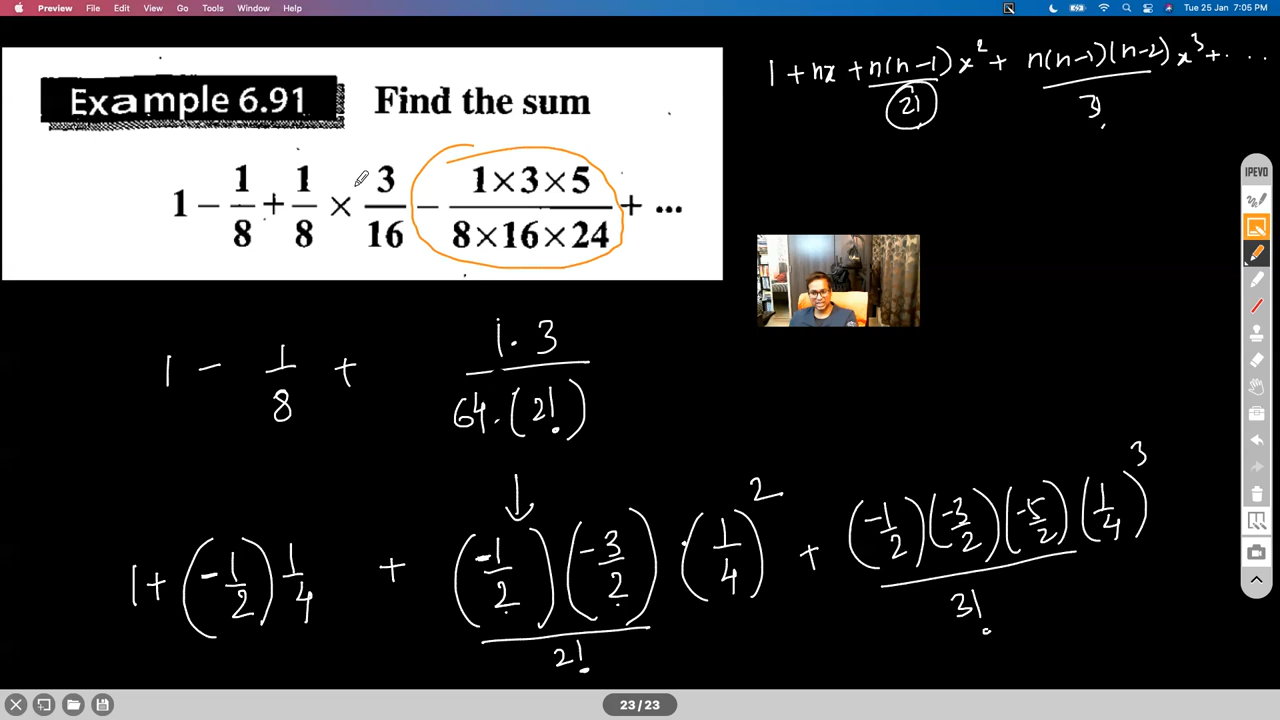 Preview File Edit View Go Tools Window Help Tue 25 Jan 7:05 PM
1 + nx + n(n-1)/2! x² + n(n-1)(n-2)/3! x³ + ....
Example 6.91 Find the sum
1 − 1/8 + 1/8 × 3/16 − 1×3×5/8×16×24 + ...
IPEVO
1 − 1/8 + 1·3/64·(2!)
1 + (-1/2) 1/4 + (-1/2)(-3/2)/2! · (1/4)² + (-1/2)(-3/2)(-5/2)(1/4)³/3!
23/23